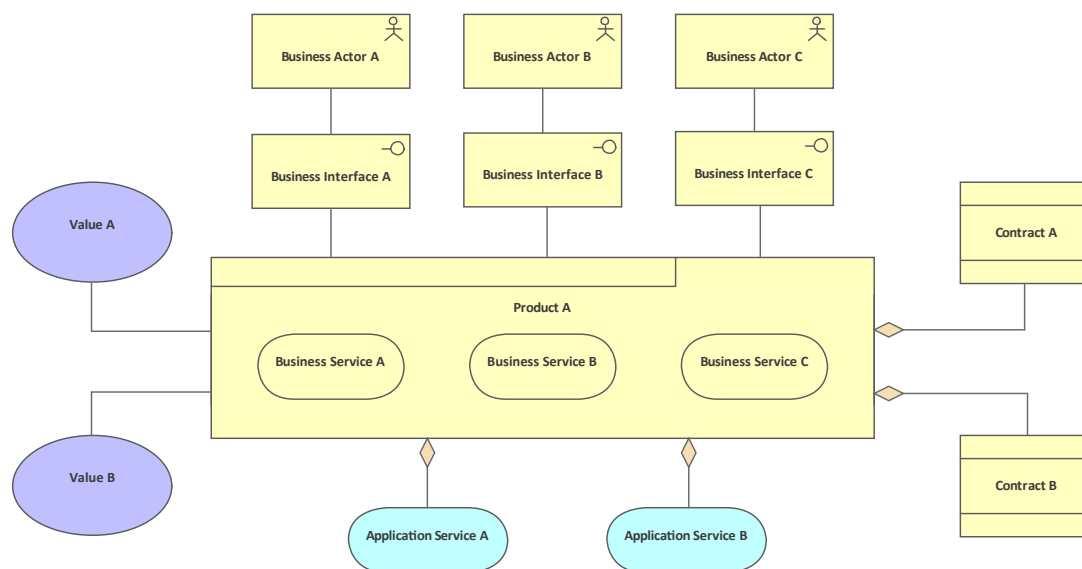 Business Actor A
Business Actor B
Business Actor C
Business Interface A
Business Interface B
Business Interface C
Value A
Contract A
Product A
Business Service A
Business Service B
Business Service C
Value B
Contract B
Application Service A
Application Service B